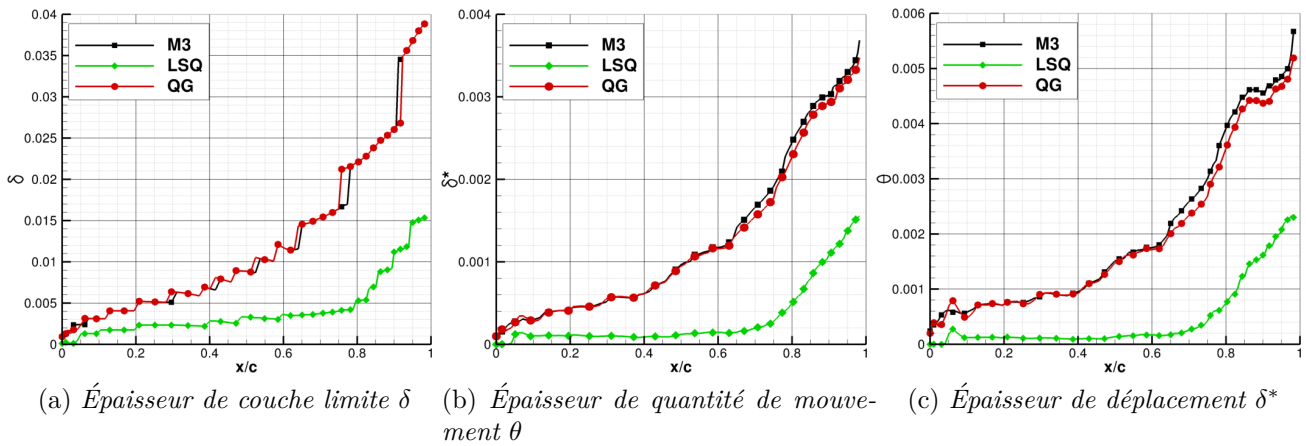 0.04
0.035
0.03
0.025
0.02
0.015
0.01
0.005
0
δ
M3
LSQ
QG
0 0.2 0.4 0.6 0.8 1
x/c
(a) Épaisseur de couche limite δ
0.004
0.003
0.002
0.001
0
δ*
M3
LSQ
QG
0 0.2 0.4 0.6 0.8 1
x/c
(b) Épaisseur de quantité de mouve-
ment θ
0.006
0.005
0.004
0.003
0.002
0.001
0
θ
M3
LSQ
QG
0 0.2 0.4 0.6 0.8 1
x/c
(c) Épaisseur de déplacement δ*